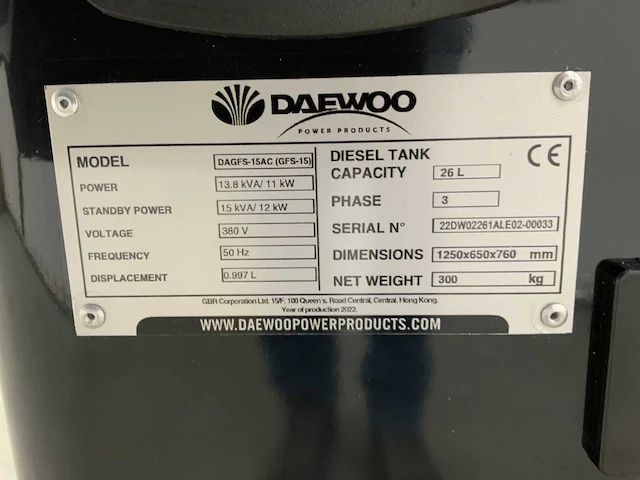 DAEWOO
POWER PRODUCTS
MODEL DAGFS-15AC (GFS-15)
POWER 13.8 kVA/ 11 kW
STANDBY POWER 15 kVA/ 12 kW
VOLTAGE 380 V
FREQUENCY 50 Hz
DISPLACEMENT 0.997 L
DIESEL TANK
CAPACITY 26 L
CE
PHASE 3
SERIAL N° 22DW02261ALE02-00033
DIMENSIONS 1250x650x760 mm
NET WEIGHT 300 kg
GBR Corporation Ltd. 15/F. 100 Queen's. Road Central, Central, Hong Kong.
Year of production 2022.
WWW.DAEWOOPOWERPRODUCTS.COM